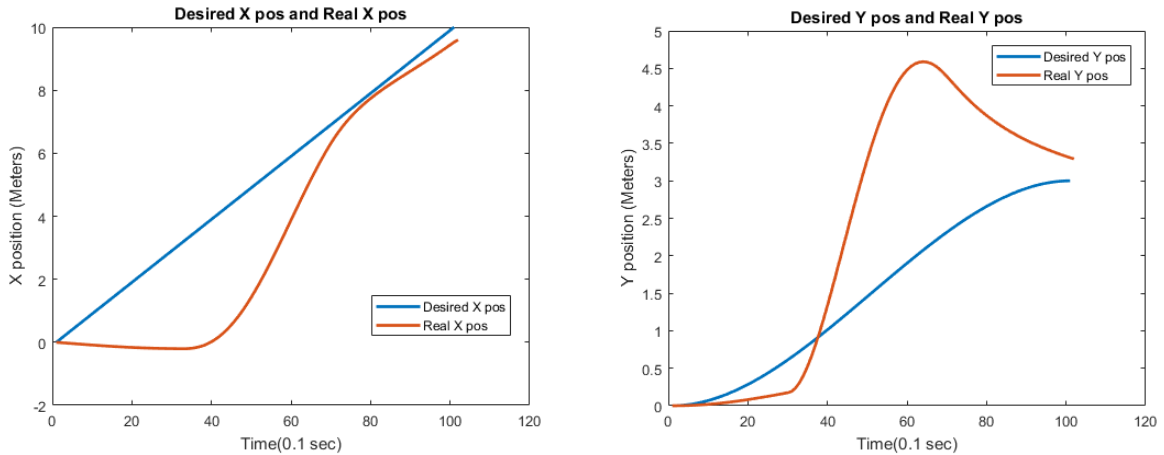 Desired X pos and Real X pos
10
8
6
4
2
0
-2
X position (Meters)
Desired X pos
Real X pos
0 20 40 60 80 100 120
Time(0.1 sec)
Desired Y pos and Real Y pos
5
4.5
4
3.5
3
2.5
2
1.5
1
0.5
0
Y position (Meters)
Desired Y pos
Real Y pos
0 20 40 60 80 100 120
Time(0.1 sec)